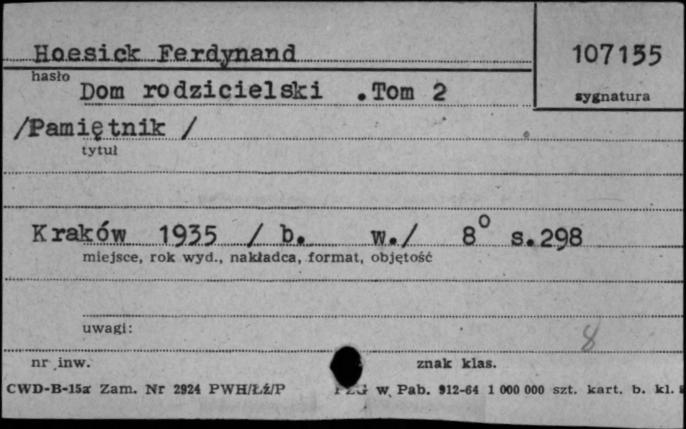 Hoesick Ferdynand
107155
hasło
Dom rodzicielski . Tom 2
sygnatura
/Pamiętnik /
tytuł
Kraków 1935 / b. w./ 8° s.298
miejsce, rok wyd., nakładca, format, objętość
uwagi:
8
nr inw.
znak klas.
CWD-B-15a Zam. Nr 2924 PWH/Łź/P
w. Pab. 912-64 1 000 000 szt. kart. b. kl.